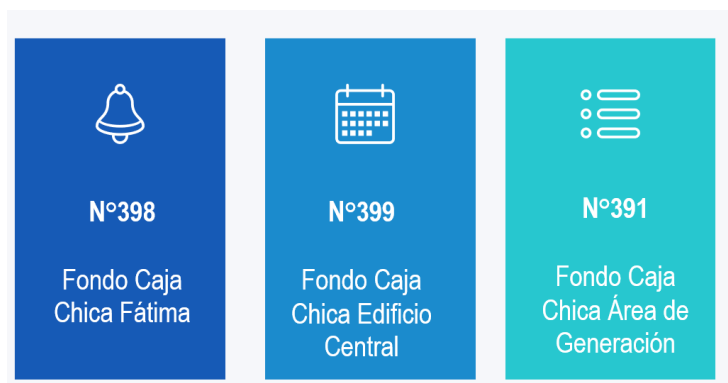 N°398
Fondo Caja
Chica Fátima
N°399
Fondo Caja
Chica Edificio
Central
N°391
Fondo Caja
Chica Área de
Generación